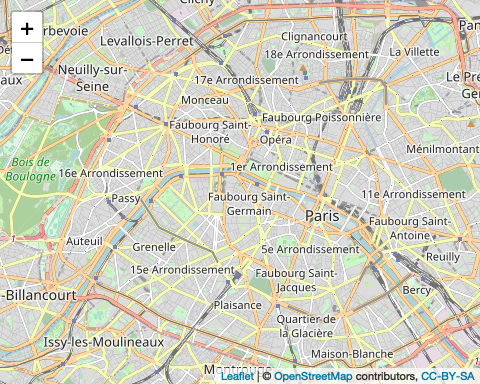 Clichy
Courbevoie
Levallois-Perret
Clignancourt
18e Arrondissement
La Villette
Pan
+
−
Neuilly-sur-
Seine
17e Arrondissement
Le Pré
Ger
Monceau
Faubourg Saint-
Honoré
Faubourg Poissonnière
Opéra
Ménilmontant
Bois de
Boulogne
16e Arrondissement
1er Arrondissement
Passy
Faubourg Saint-
Germain
11e Arrondissement
Paris
Faubourg Saint-
Antoine
Auteuil
Grenelle
5e Arrondissement
Reuilly
15e Arrondissement
Faubourg Saint-
Jacques
-Billancourt
Bercy
Plaisance
Quartier de
la Glacière
Issy-les-Moulineaux
Maison-Blanche
Montrouge
Leaflet | © OpenStreetMap contributors, CC-BY-SA